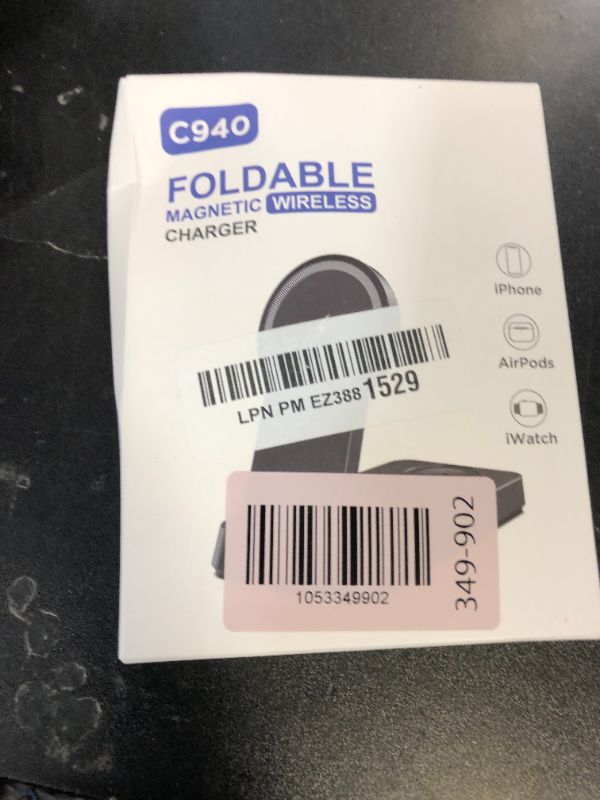 C940
FOLDABLE
MAGNETIC WIRELESS
CHARGER
iPhone
AirPods
iWatch
LPN PM EZ388 1529
1053349902
349-902